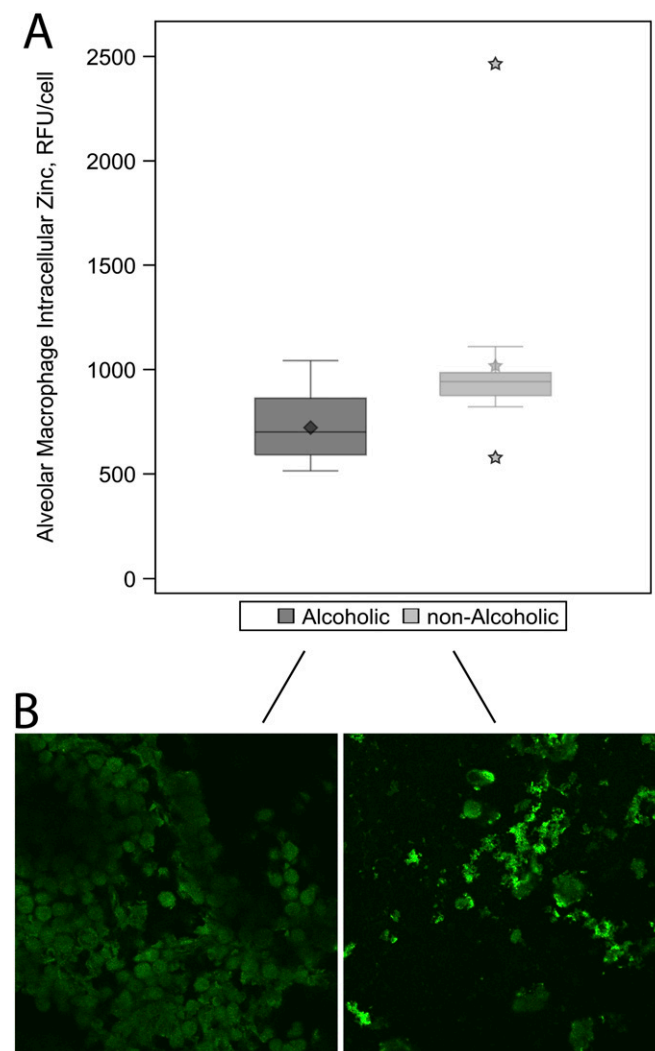 A
Alveolar Macrophage Intracellular Zinc, RFU/cell
2500
2000
1500
1000
500
0
Alcoholic non-Alcoholic
B